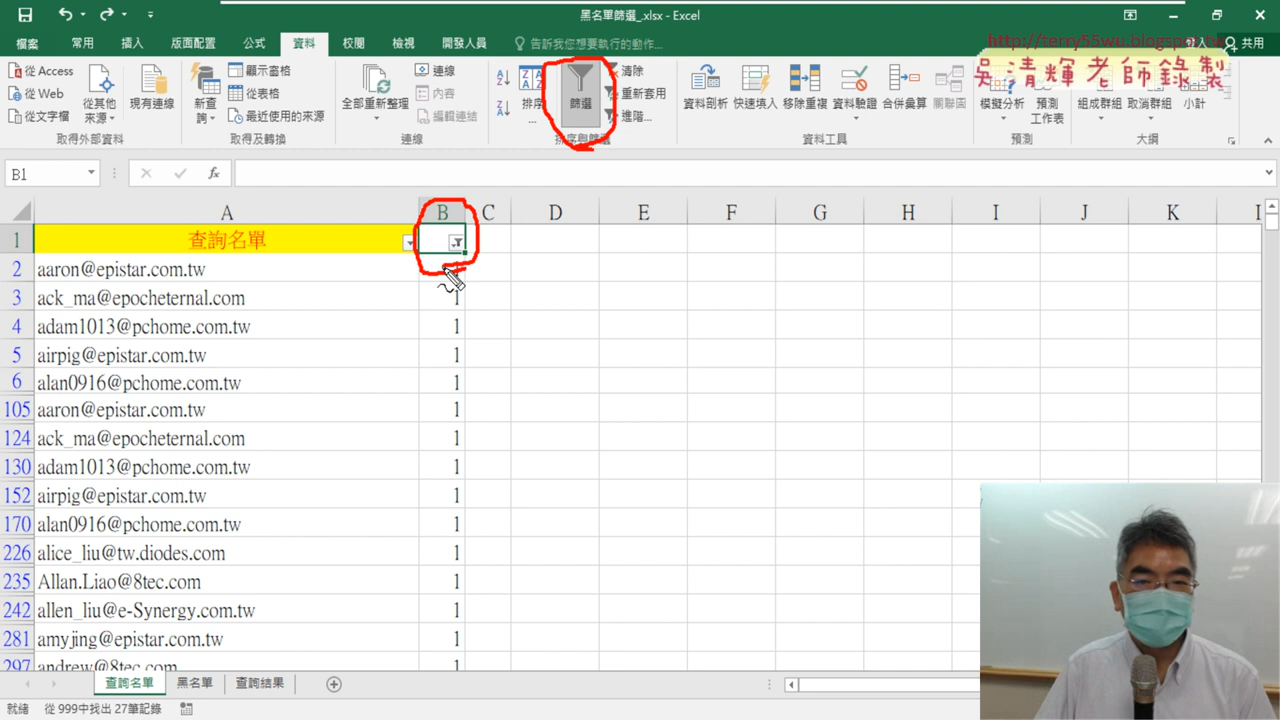 黑名單篩選_.xlsx - Excel
檔案 常用 插入 版面配置 公式 資料 校閱 檢視 開發人員 告訴我您想要執行的動作... 登入 共用
http://terry55wu.blogspot.tw
吳清輝老師錄製
從 Access
從 Web
從文字檔
從其他來源
現有連線
新查詢
顯示窗格
從表格
最近使用的來源
全部重新整理
連線
內容
編輯連結
排序...
篩選
清除
重新套用
進階...
資料剖析 快速填入 移除重複 資料驗證 合併彙算 關聯圖
模擬分析 預測工作表
組成群組 取消群組 小計
取得外部資料 取得及轉換 連線 排序與篩選 資料工具 預測 大綱
B1 fx
A B C D E F G H I J K I
1 查詢名單
2 aaron@epistar.com.tw
3 ack_ma@epocheternal.com 1
4 adam1013@pchome.com.tw 1
5 airpig@epistar.com.tw 1
6 alan0916@pchome.com.tw 1
105 aaron@epistar.com.tw 1
124 ack_ma@epocheternal.com 1
130 adam1013@pchome.com.tw 1
152 airpig@epistar.com.tw 1
170 alan0916@pchome.com.tw 1
226 alice_liu@tw.diodes.com 1
235 Allan.Liao@8tec.com 1
242 allen_liu@e-Synergy.com.tw 1
281 amyjing@epistar.com.tw 1
297 andrew@8tec.com 1
查詢名單 黑名單 查詢結果
就緒 從 999中找出 27筆記錄